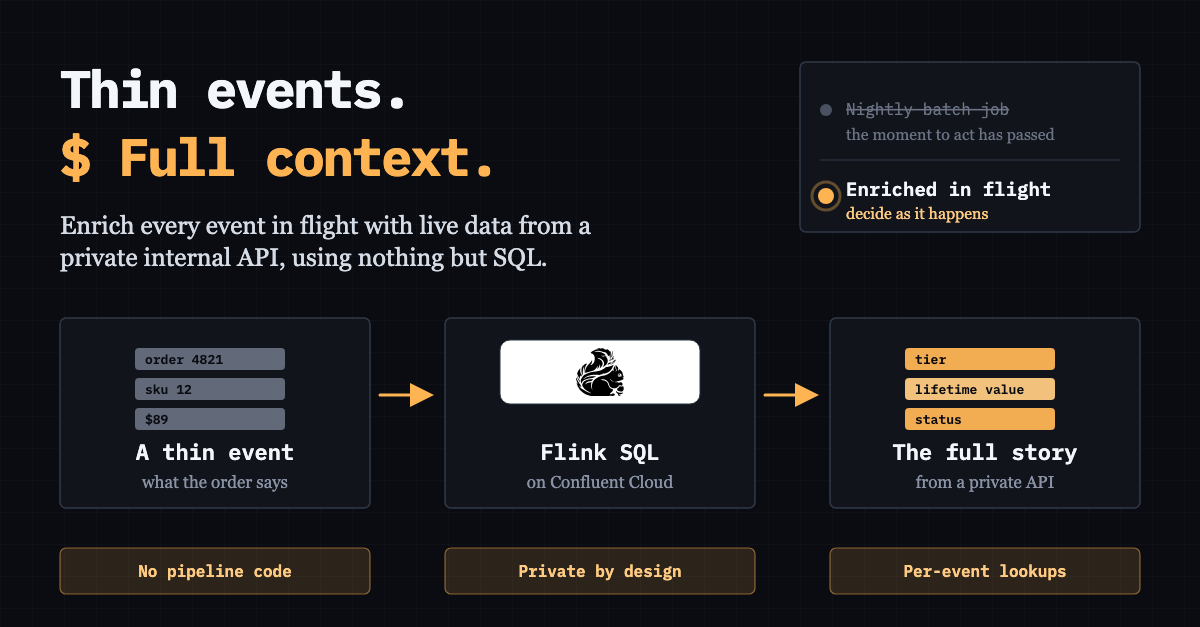 Thin events.
$ Full context.
Enrich every event in flight with live data from a
private internal API, using nothing but SQL.
Nightly batch job
the moment to act has passed
Enriched in flight
decide as it happens
order 4821
sku 12
$89
A thin event
what the order says
Flink SQL
on Confluent Cloud
tier
lifetime value
status
The full story
from a private API
No pipeline code
Private by design
Per-event lookups